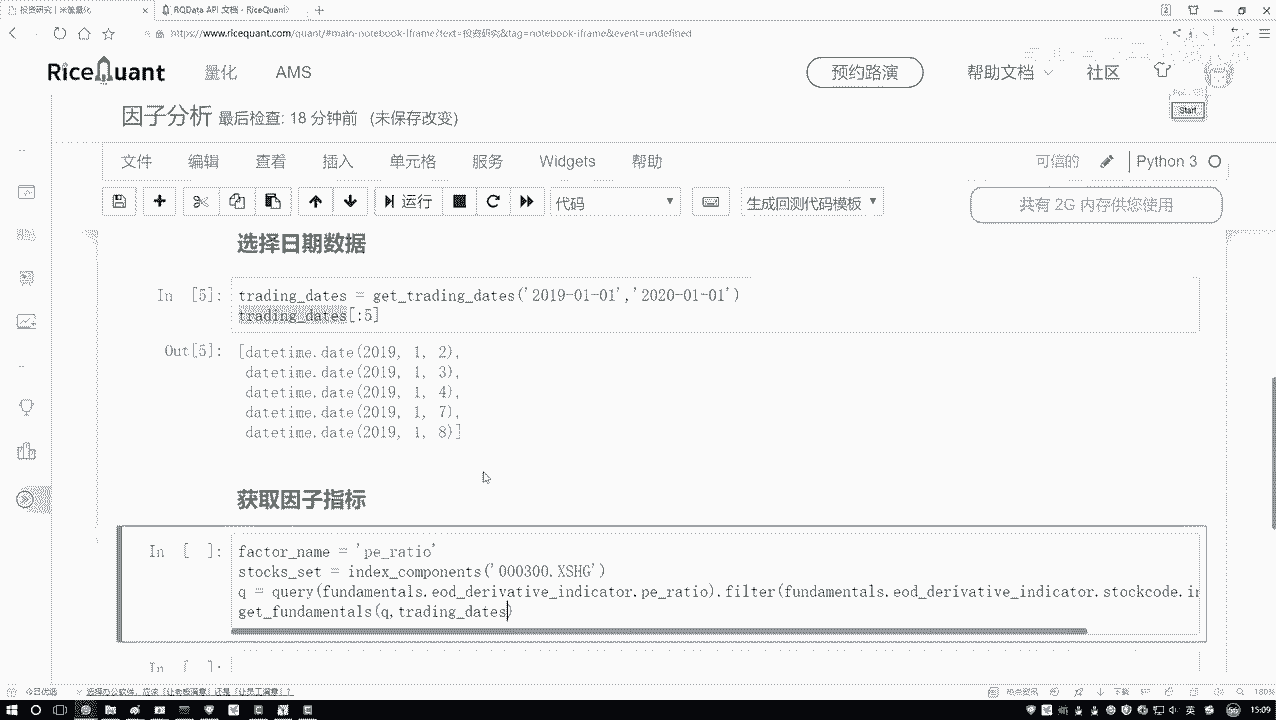 投资研究 | 米筐量化
RQData API 文档 - RiceQuant
https://www.ricequant.com/quant/#main-notebook-iframe?text=投资研究&tag=notebook-iframe&event=undefined
RiceQuant
量化
AMS
预约路演
帮助文档
社区
Start
因子分析 最后检查: 18 分钟前 (未保存改变)
文件 编辑 查看 插入 单元格 服务 Widgets 帮助
可信的 Python 3
运行 代码 生成回测代码模板
共有 2G 内存供您使用
选择日期数据
In [5]: trading_dates = get_trading_dates('2019-01-01','2020-01-01')
trading_dates[:5]
Out[5]: [datetime.date(2019, 1, 2),
datetime.date(2019, 1, 3),
datetime.date(2019, 1, 4),
datetime.date(2019, 1, 7),
datetime.date(2019, 1, 8)]
获取因子指标
In [ ]: factor_name = 'pe_ratio'
stocks_set = index_components('000300.XSHG')
q = query(fundamentals.eod_derivative_indicator.pe_ratio).filter(fundamentals.eod_derivative_indicator.stockcode.in
get_fundamentals(q,trading_dates)
In [ ]:
今日优选
热点资讯
下载
180%
英
15:09